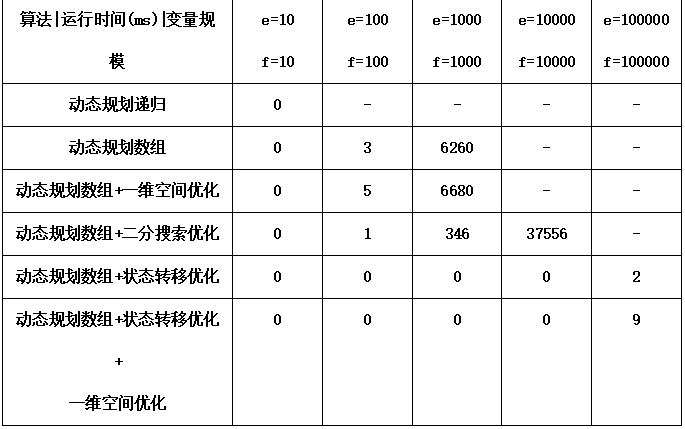 算法|运行时间(ms)|变量规模 e=10 f=10 e=100 f=100 e=1000 f=1000 e=10000 f=10000 e=100000 f=100000
动态规划递归 0 - - - -
动态规划数组 0 3 6260 - -
动态规划数组+一维空间优化 0 5 6680 - -
动态规划数组+二分搜索优化 0 1 346 37556 -
动态规划数组+状态转移优化 0 0 0 0 2
动态规划数组+状态转移优化 0 0 0 0 9
+
一维空间优化